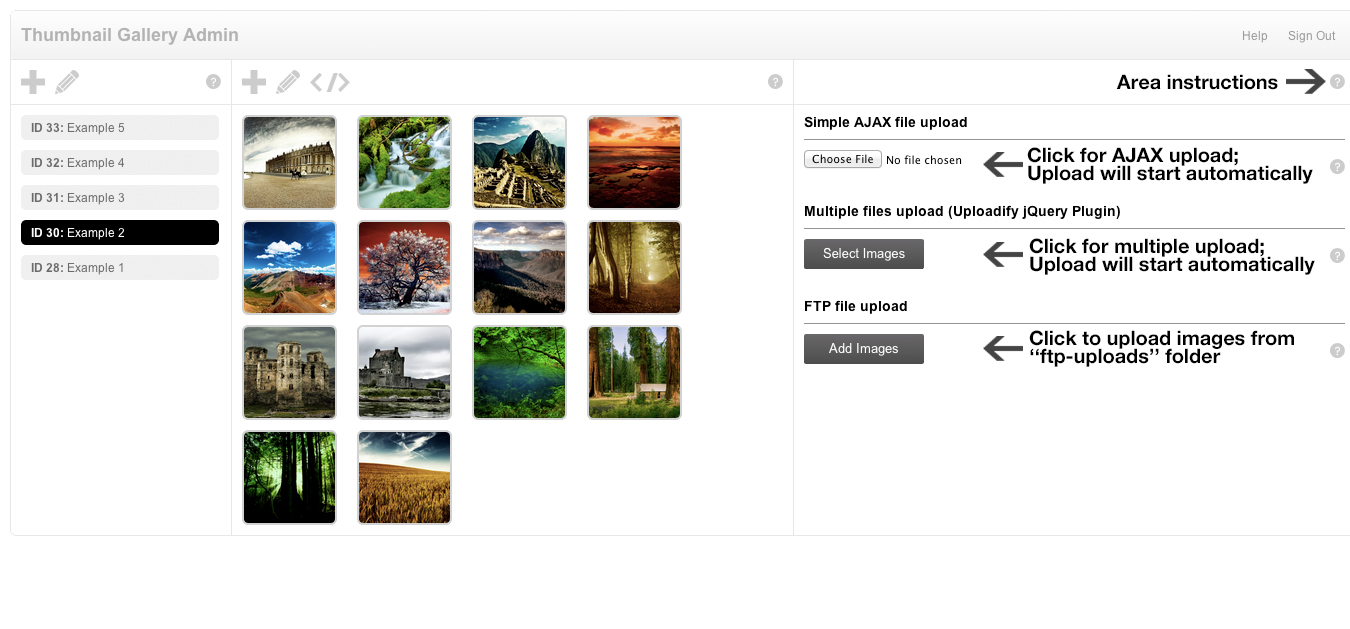 Thumbnail Gallery Admin
Help
Sign Out
Area instructions
ID 33: Example 5
ID 32: Example 4
ID 31: Example 3
ID 30: Example 2
ID 28: Example 1
Simple AJAX file upload
Choose File No file chosen
Click for AJAX upload;
Upload will start automatically
Multiple files upload (Uploadify jQuery Plugin)
Select Images
Click for multiple upload;
Upload will start automatically
FTP file upload
Add Images
Click to upload images from
“ftp-uploads” folder